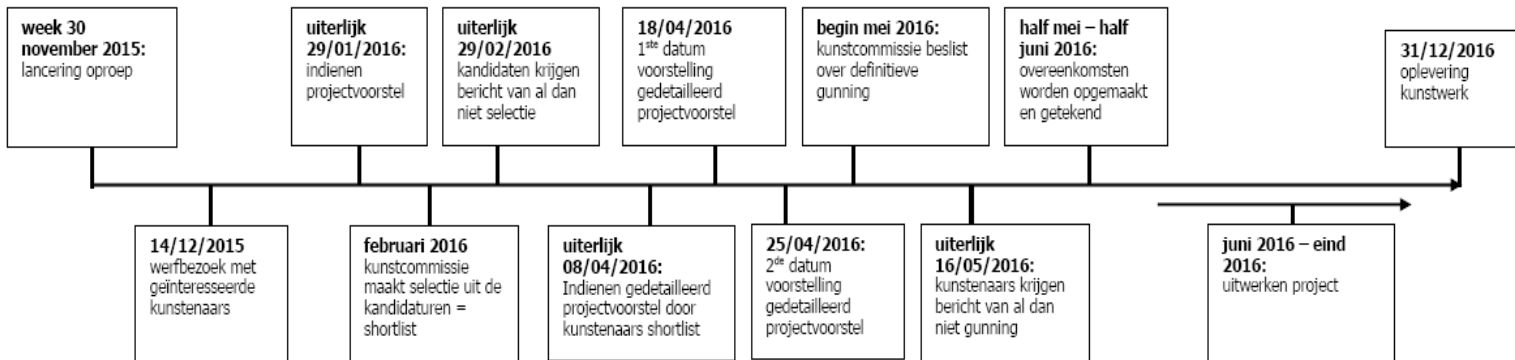 week 30
november 2015:
lancering oproep
uiterlijk
29/01/2016:
indienen
projectvoorstel
uiterlijk
29/02/2016
kandidaten krijgen
bericht van al dan
niet selectie
18/04/2016
1ste datum
voorstelling
gedetailleerd
projectvoorstel
begin mei 2016:
kunstcommissie beslist
over definitieve
gunning
half mei – half
juni 2016:
overeenkomsten
worden opgemaakt
en getekend
31/12/2016
oplevering
kunstwerk
14/12/2015
werfbezoek met
geïnteresseerde
kunstenaars
februari 2016
kunstcommissie
maakt selectie uit de
kandidaturen =
shortlist
uiterlijk
08/04/2016:
Indienen gedetailleerd
projectvoorstel door
kunstenaars shortlist
25/04/2016:
2de datum
voorstelling
gedetailleerd
projectvoorstel
uiterlijk
16/05/2016:
kunstenaars krijgen
bericht van al dan
niet gunning
juni 2016 – eind
2016:
uitwerken project